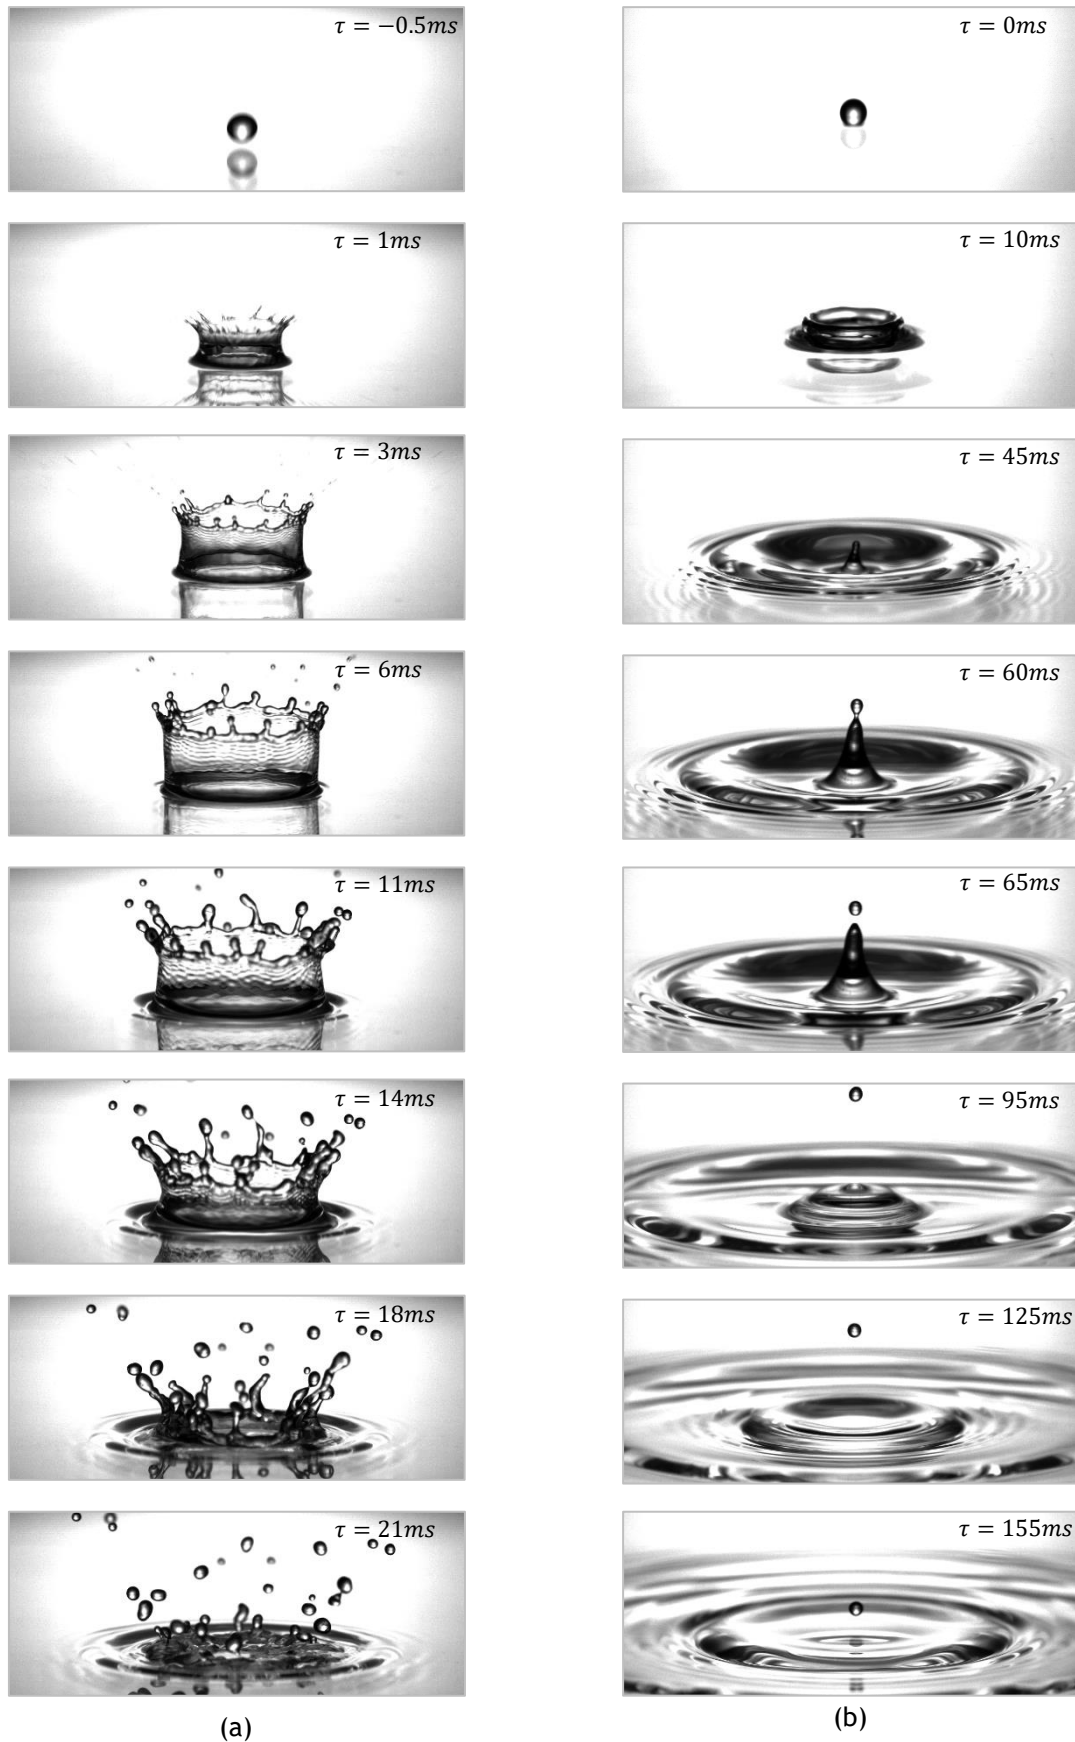 τ = −0.5ms
τ = 1ms
τ = 3ms
τ = 6ms
τ = 11ms
τ = 14ms
τ = 18ms
τ = 21ms
(a)
τ = 0ms
τ = 10ms
τ = 45ms
τ = 60ms
τ = 65ms
τ = 95ms
τ = 125ms
τ = 155ms
(b)